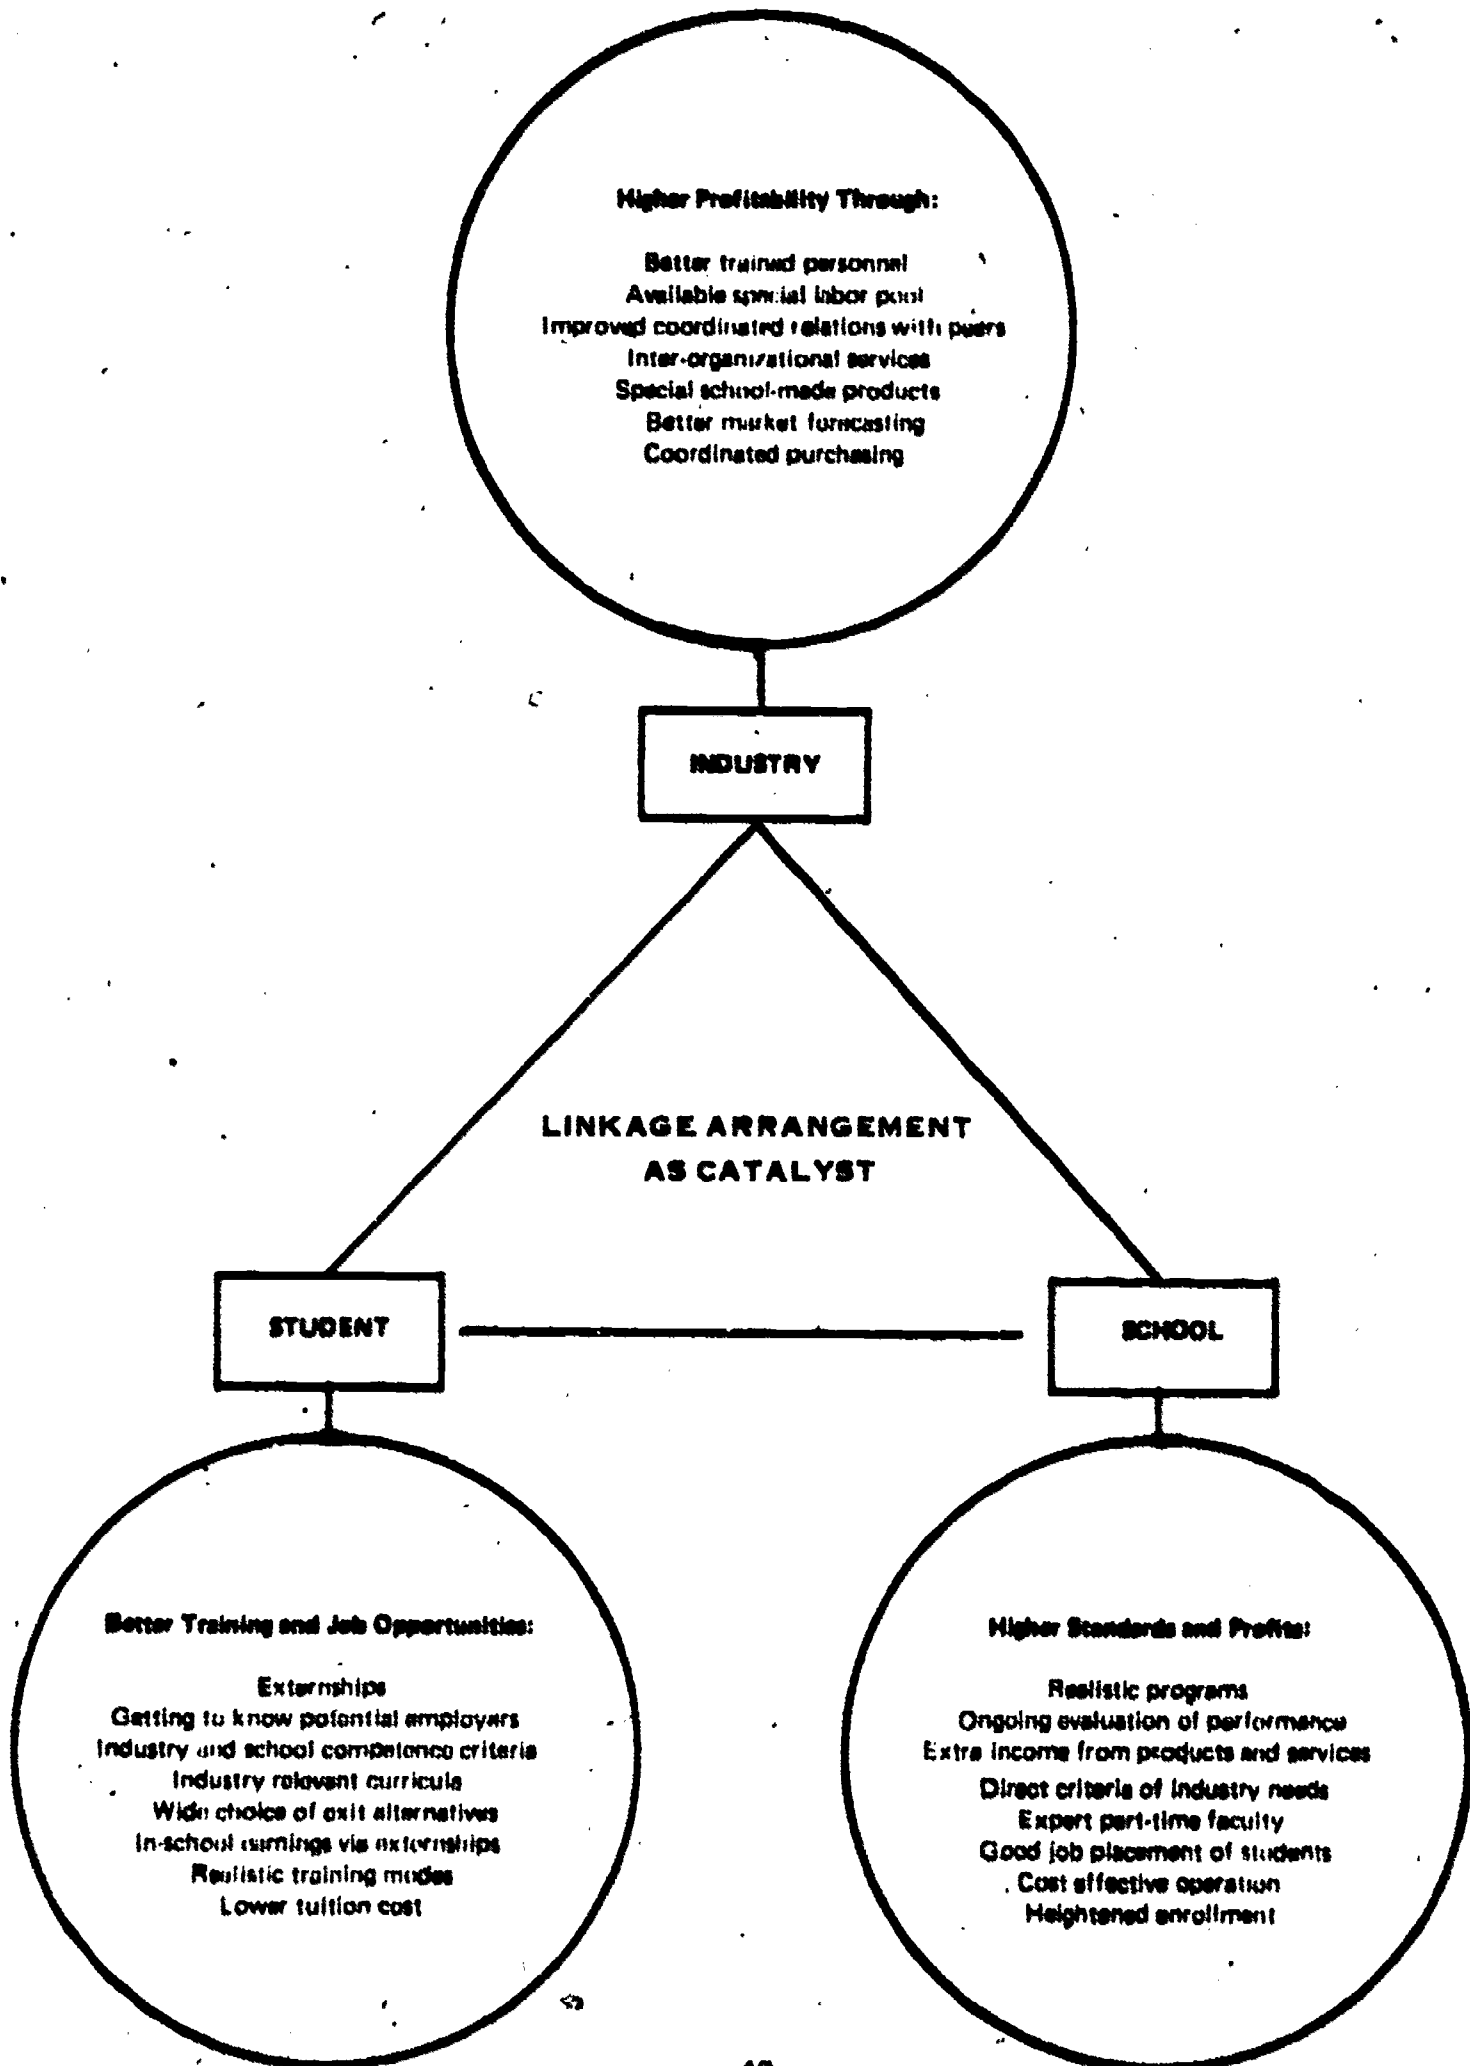 Higher Profitability Through:
Better trained personnel
Available special labor pool
Improved coordinated relations with peers
Inter-organizational services
Special school-made products
Better market forecasting
Coordinated purchasing
INDUSTRY
LINKAGE ARRANGEMENT
AS CATALYST
STUDENT
SCHOOL
Better Training and Job Opportunities:
Externships
Getting to know potential employers
Industry and school competence criteria
Industry relevant curricula
Wide choice of exit alternatives
In-school earnings via externships
Realistic training modes
Lower tuition cost
Higher Standards and Profits:
Realistic programs
Ongoing evaluation of performance
Extra income from products and services
Direct criteria of industry needs
Expert part-time faculty
Good job placement of students
Cost effective operation
Heightened enrollment